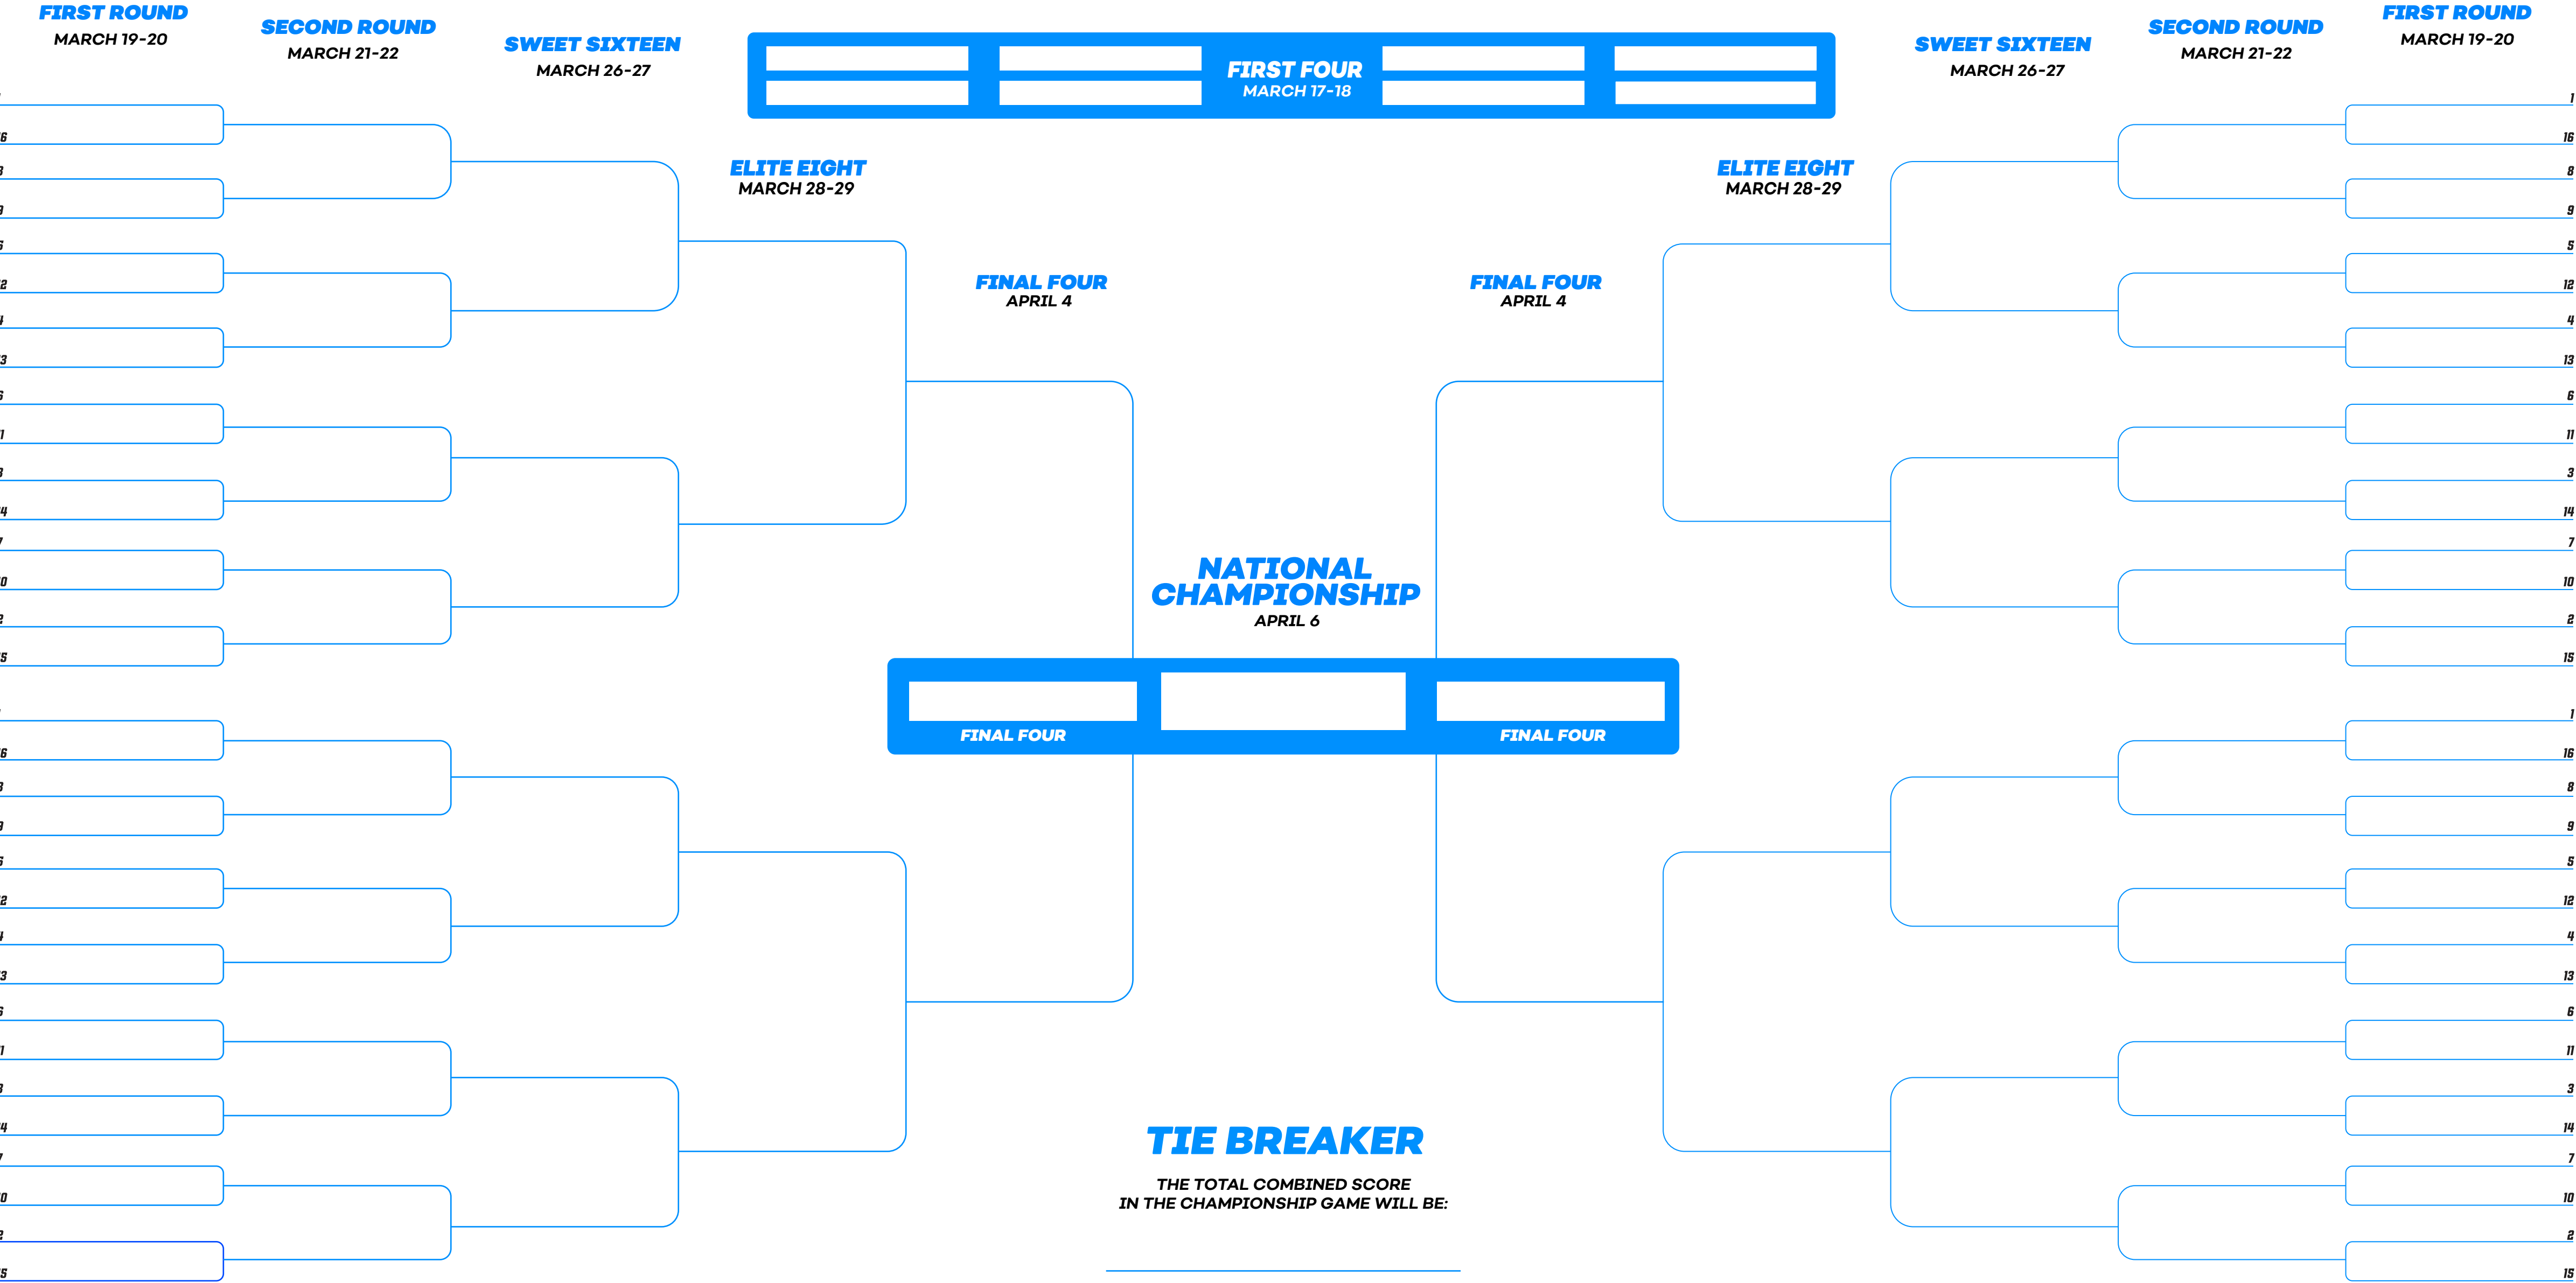 FIRST ROUND
MARCH 19-20
SECOND ROUND
MARCH 21-22
SWEET SIXTEEN
MARCH 26-27
FIRST FOUR
MARCH 17-18
SWEET SIXTEEN
MARCH 26-27
SECOND ROUND
MARCH 21-22
FIRST ROUND
MARCH 19-20
ELITE EIGHT
MARCH 28-29
ELITE EIGHT
MARCH 28-29
FINAL FOUR
APRIL 4
FINAL FOUR
APRIL 4
NATIONAL
CHAMPIONSHIP
APRIL 6
FINAL FOUR
FINAL FOUR
TIE BREAKER
THE TOTAL COMBINED SCORE
IN THE CHAMPIONSHIP GAME WILL BE:
1
16
8
9
5
12
4
13
6
11
3
14
7
10
2
15
1
16
8
9
5
12
4
13
6
11
3
14
7
10
2
15